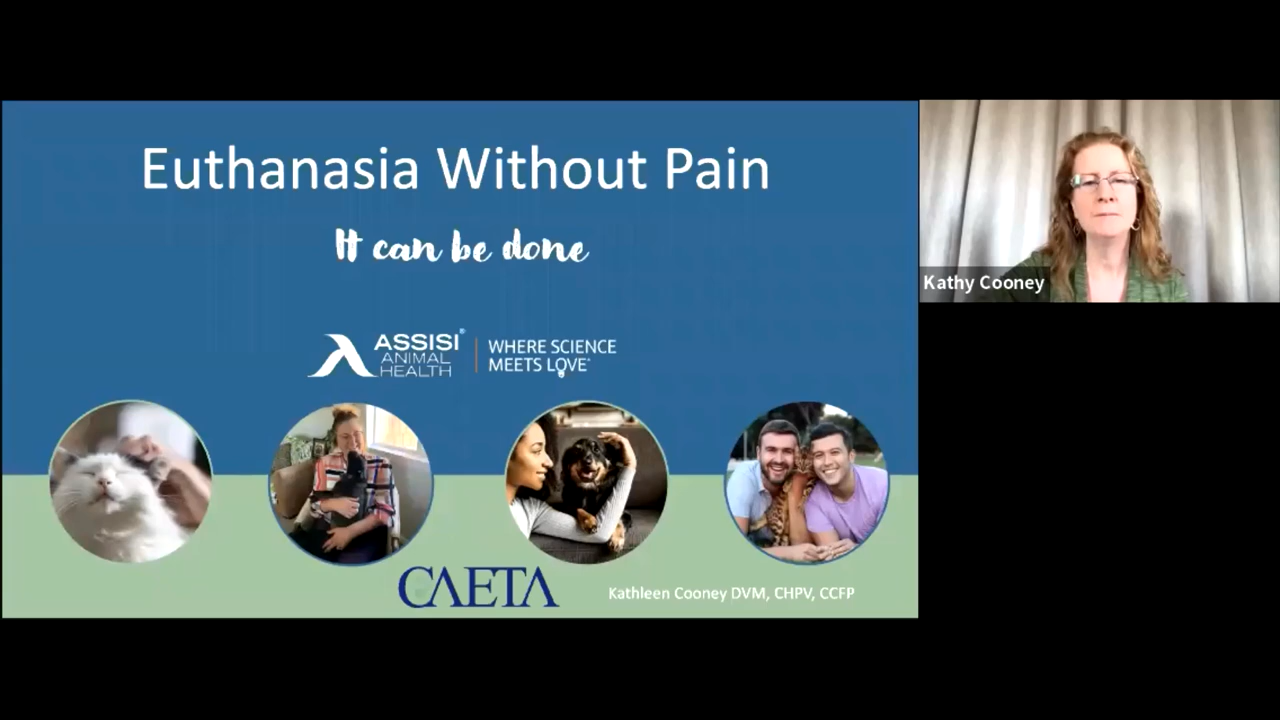 Euthanasia Without Pain
It can be done
ASSISI®
ANIMAL
HEALTH
WHERE SCIENCE
MEETS LOVE
CAETA
Kathleen Cooney DVM, CHPV, CCFP
Kathy Cooney